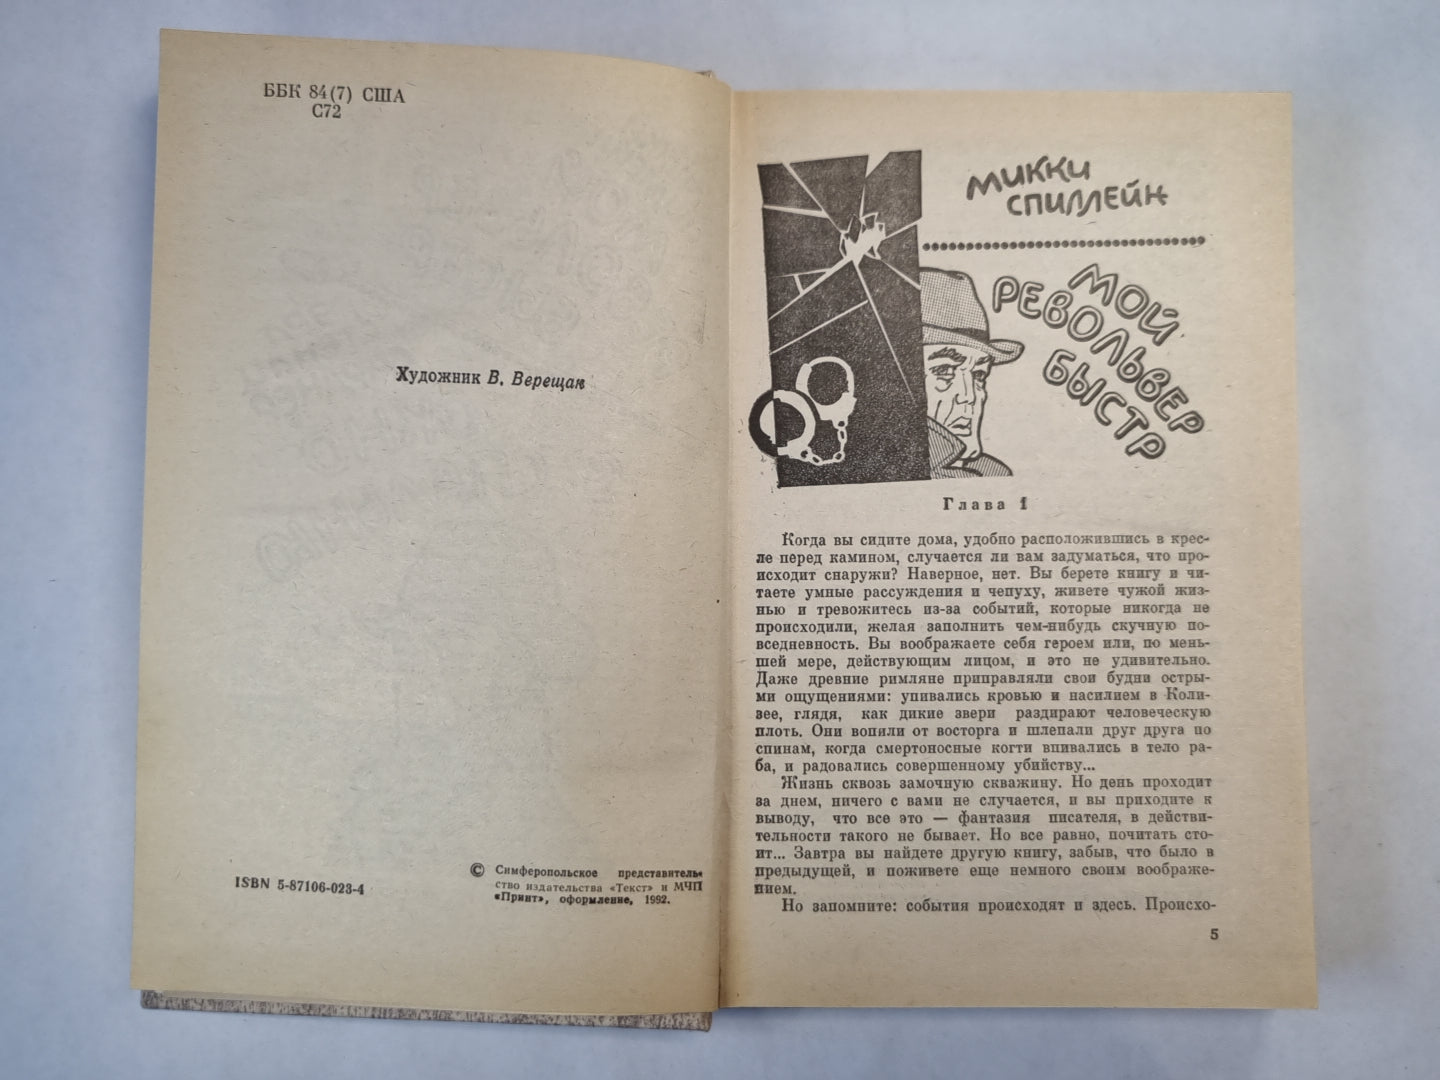 ББК 84(7) США
С72
Художник В. Верещак
ISBN 5-87106-023-4
© Симферопольское представитель
ство издательства «Текст» и МЧП
«Принт», оформление, 1992.
МИККИ
СПИЛЛЕЙН
МОЙ
РЕВОЛЬВЕР
БЫСТР
Глава 1
Когда вы сидите дома, удобно расположившись в крес-
ле перед камином, случается ли вам задуматься, что про-
исходит снаружи? Наверное, нет. Вы берете книгу и чи-
таете умные рассуждения и чепуху, живете чужой жиз-
нью и тревожитесь из-за событий, которые никогда не
происходили, желая заполнить чем-нибудь скучную по-
вседневность. Вы воображаете себя героем или, по мень-
шей мере, действующим лицом, и это не удивительно.
Даже древние римляне приправляли свои будни остры-
ми ощущениями: упивались кровью и насилием в Коли-
зее, глядя, как дикие звери раздирают человеческую
плоть. Они вопили от восторга и шлепали друг друга по
спинам, когда смертоносные когти впивались в тело ра-
ба, и радовались совершенному убийству...
Жизнь сквозь замочную скважину. Но день проходит
за днем, ничего с вами не случается, и вы приходите к
выводу, что все это — фантазия писателя, в действи-
тельности такого не бывает. Но все равно, почитать сто-
ит... Завтра вы найдете другую книгу, забыв, что было в
предыдущей, и поживете еще немного своим воображе-
нием.
Но запомните: события происходят и здесь. Происхо-
5